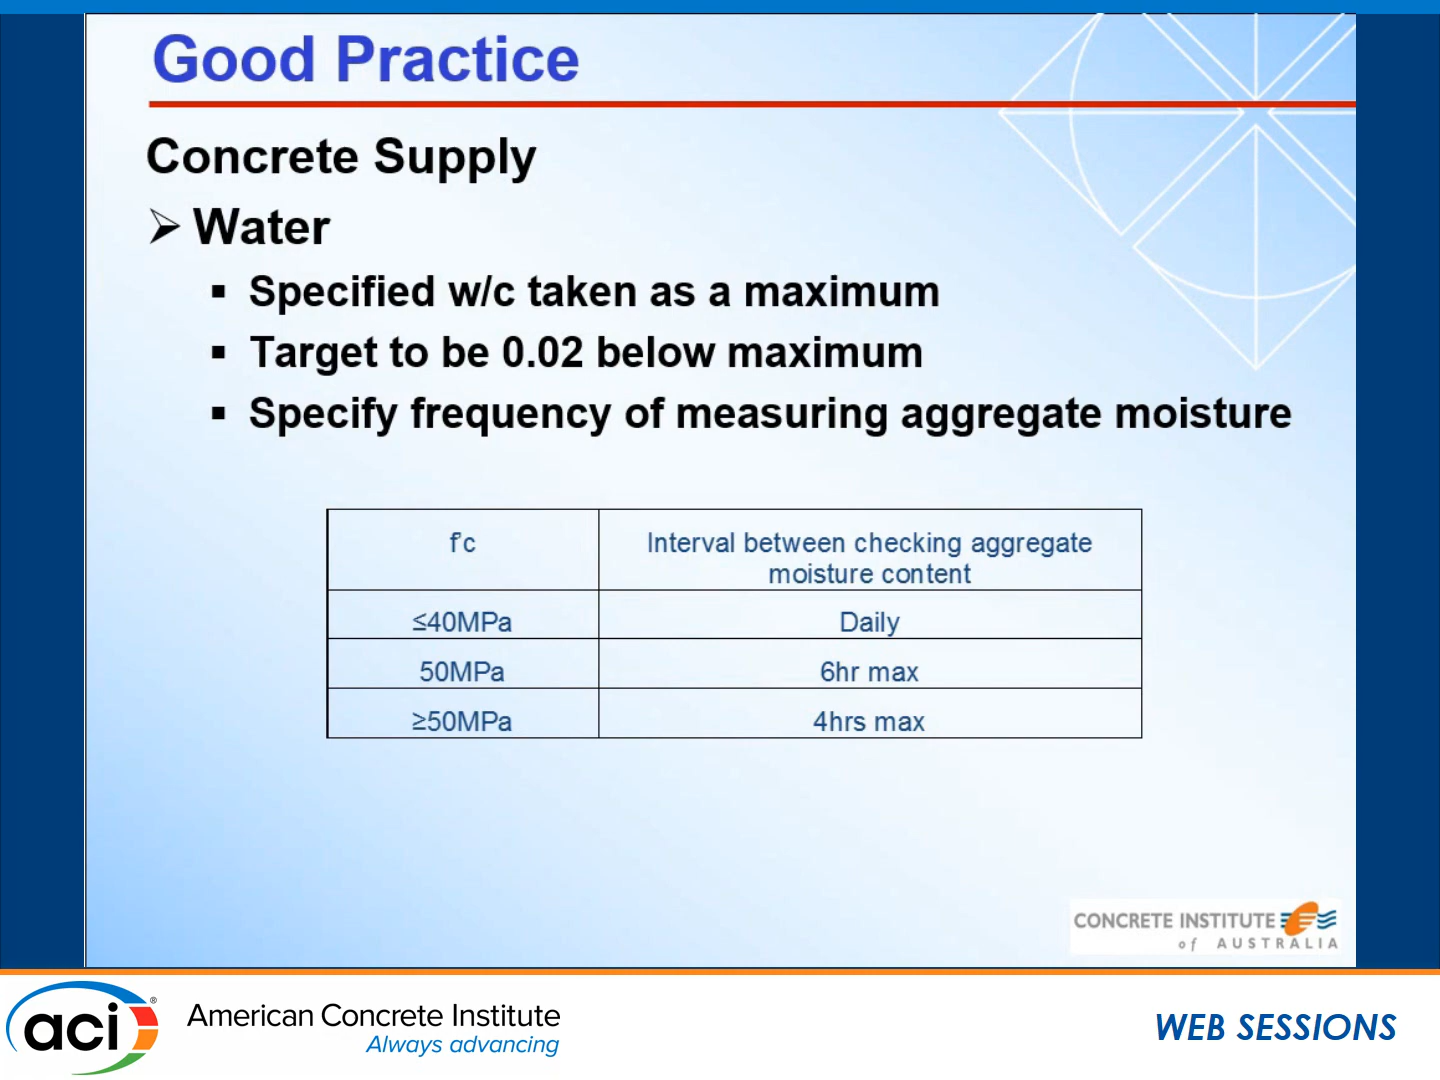 Good Practice
Concrete Supply
➢ Water
▪ Specified w/c taken as a maximum
▪ Target to be 0.02 below maximum
▪ Specify frequency of measuring aggregate moisture
f'c
Interval between checking aggregate
moisture content
≤40MPa
Daily
50MPa
6hr max
≥50MPa
4hrs max
CONCRETE INSTITUTE
of AUSTRALIA
aci®
American Concrete Institute
Always advancing
WEB SESSIONS